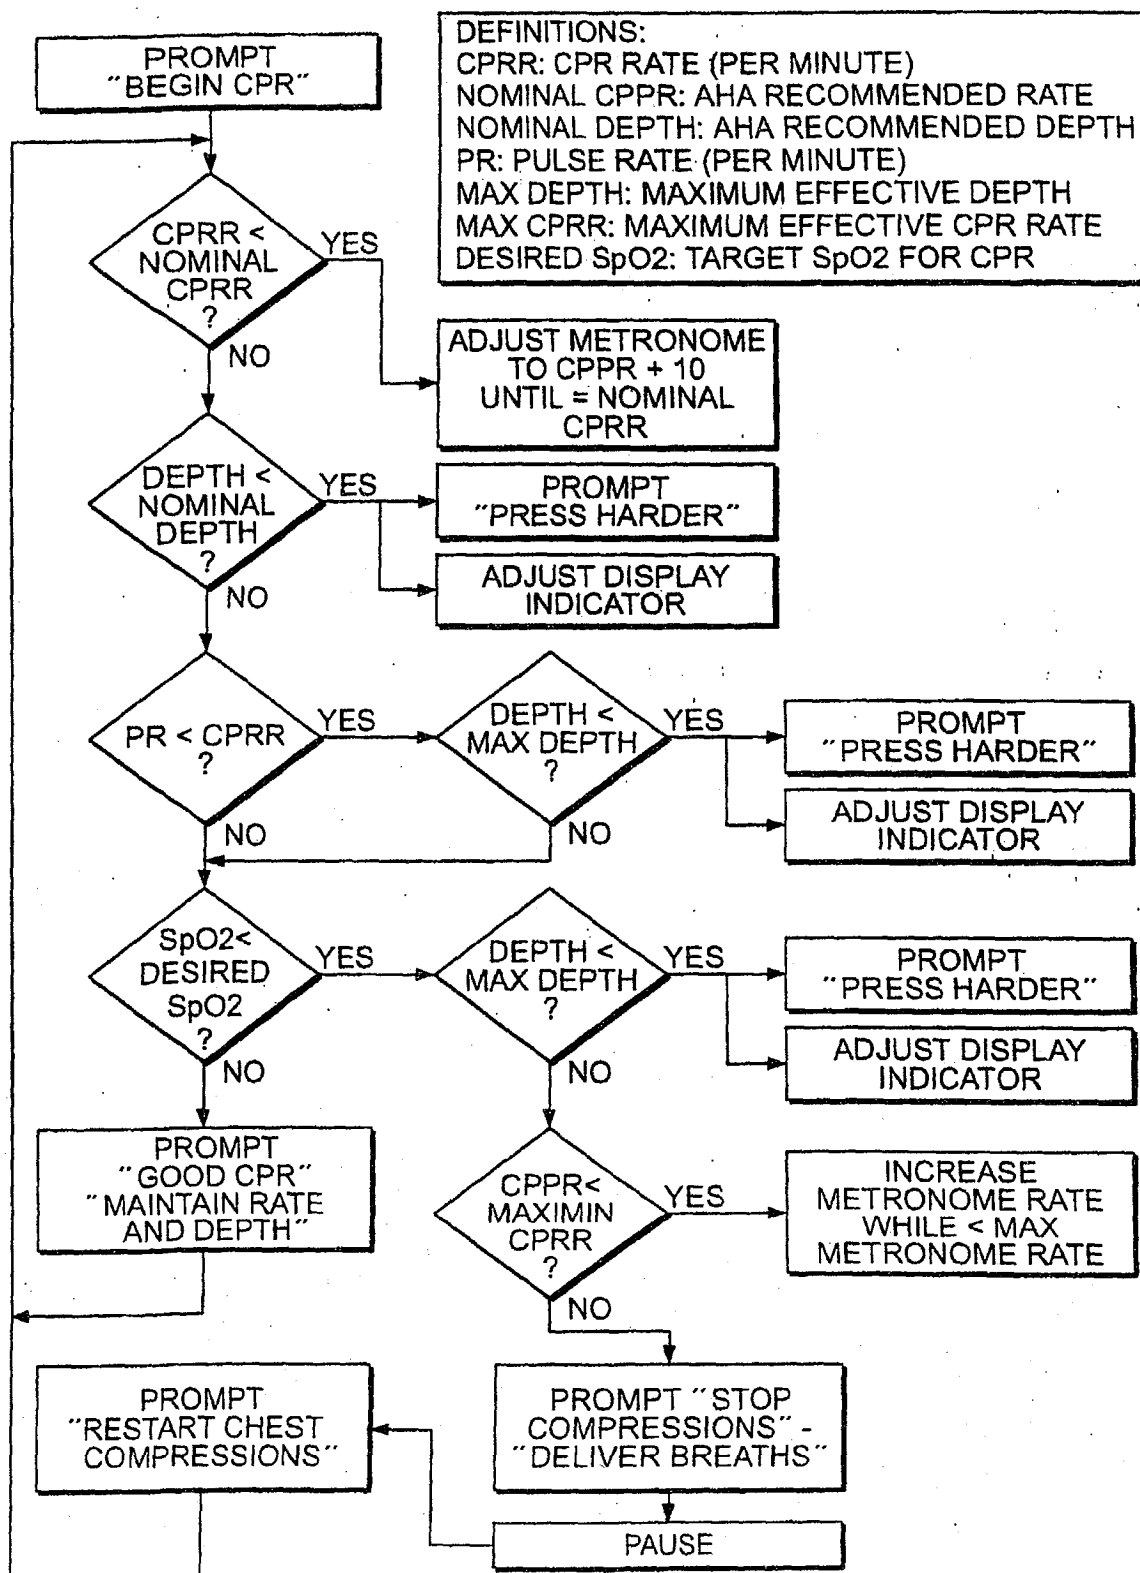 PROMPT
"BEGIN CPR"
DEFINITIONS:
CPRR: CPR RATE (PER MINUTE)
NOMINAL CPPR: AHA RECOMMENDED RATE
NOMINAL DEPTH: AHA RECOMMENDED DEPTH
PR: PULSE RATE (PER MINUTE)
MAX DEPTH: MAXIMUM EFFECTIVE DEPTH
MAX CPRR: MAXIMUM EFFECTIVE CPR RATE
DESIRED SpO2: TARGET SpO2 FOR CPR
CPRR <
NOMINAL
CPRR
?
YES
NO
ADJUST METRONOME
TO CPPR + 10
UNTIL = NOMINAL
CPRR
DEPTH <
NOMINAL
DEPTH
?
YES
NO
PROMPT
"PRESS HARDER"
ADJUST DISPLAY
INDICATOR
PR < CPRR
?
YES
NO
DEPTH <
MAX DEPTH
?
YES
NO
PROMPT
"PRESS HARDER"
ADJUST DISPLAY
INDICATOR
SpO2<
DESIRED
SpO2
?
YES
NO
DEPTH <
MAX DEPTH
?
YES
NO
PROMPT
"PRESS HARDER"
ADJUST DISPLAY
INDICATOR
PROMPT
"GOOD CPR"
"MAINTAIN RATE
AND DEPTH"
CPPR<
MAXIMIN
CPRR
?
YES
NO
INCREASE
METRONOME RATE
WHILE < MAX
METRONOME RATE
PROMPT
"RESTART CHEST
COMPRESSIONS"
PROMPT "STOP
COMPRESSIONS" -
"DELIVER BREATHS"
PAUSE